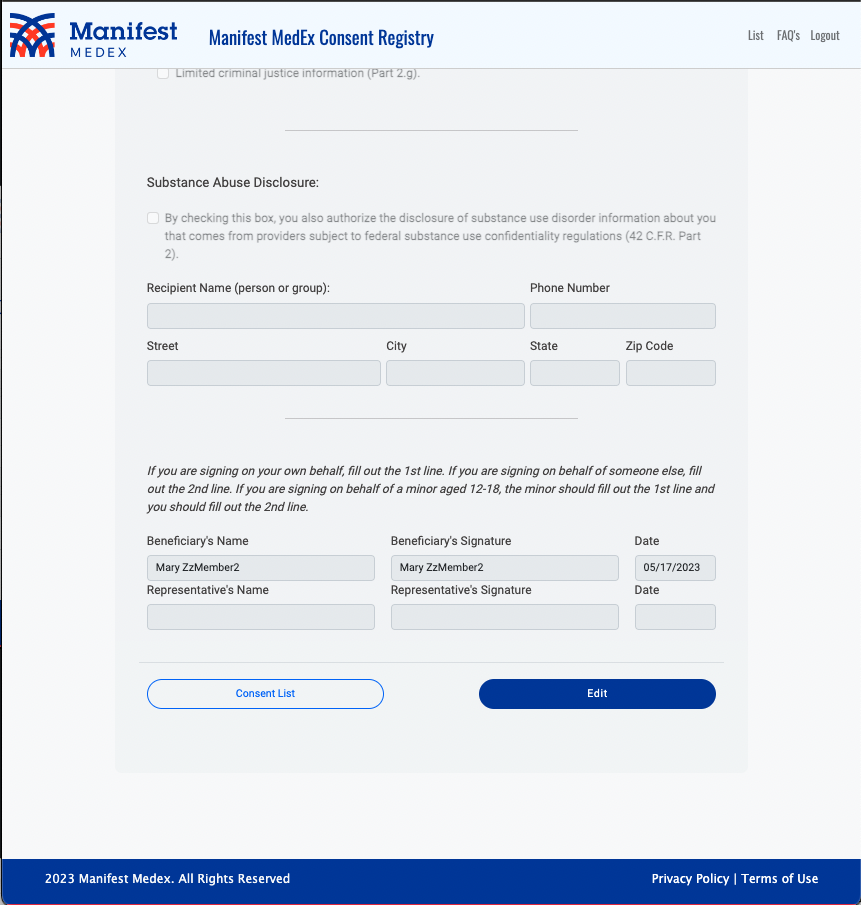 Manifest
MEDEX
Manifest MedEx Consent Registry
List FAQ's Logout
Limited criminal justice information (Part 2.g).
Substance Abuse Disclosure:
By checking this box, you also authorize the disclosure of substance use disorder information about you
that comes from providers subject to federal substance use confidentiality regulations (42 C.F.R. Part
2).
Recipient Name (person or group): Phone Number
Street City State Zip Code
If you are signing on your own behalf, fill out the 1st line. If you are signing on behalf of someone else, fill
out the 2nd line. If you are signing on behalf of a minor aged 12-18, the minor should fill out the 1st line and
you should fill out the 2nd line.
Beneficiary's Name Beneficiary's Signature Date
Mary ZzMember2 Mary ZzMember2 05/17/2023
Representative's Name Representative's Signature Date
Consent List Edit
2023 Manifest Medex. All Rights Reserved Privacy Policy | Terms of Use